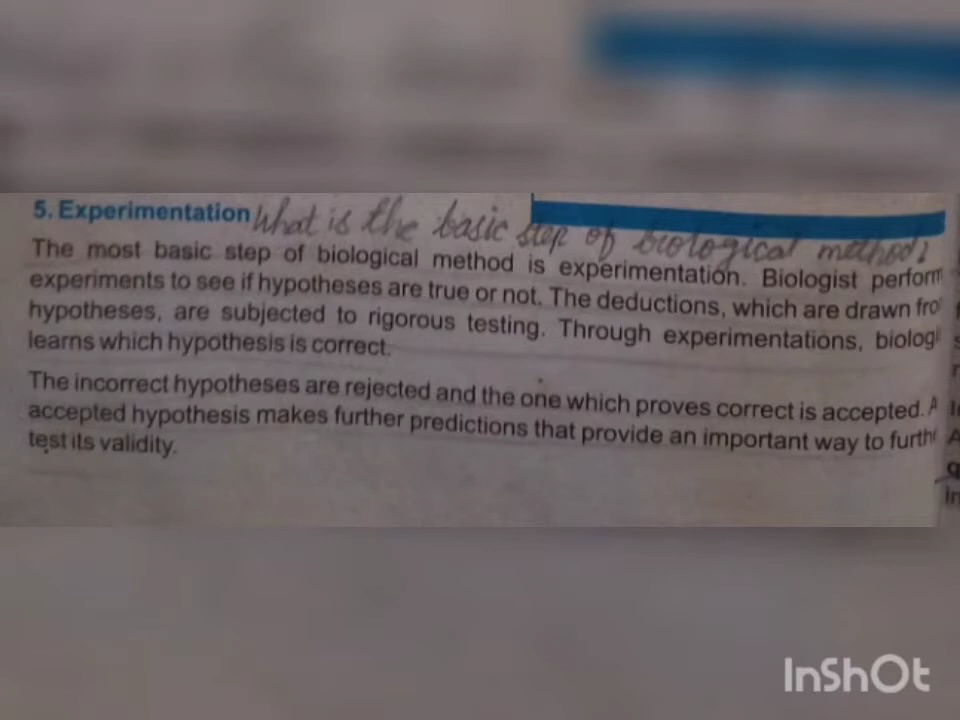 5. Experimentation What is the basic step of biological method?
The most basic step of biological method is experimentation. Biologist perform
experiments to see if hypotheses are true or not. The deductions, which are drawn fro
hypotheses, are subjected to rigorous testing. Through experimentations, biologi
learns which hypothesis is correct.
The incorrect hypotheses are rejected and the one which proves correct is accepted. A
accepted hypothesis makes further predictions that provide an important way to furth
test its validity.
InShOt